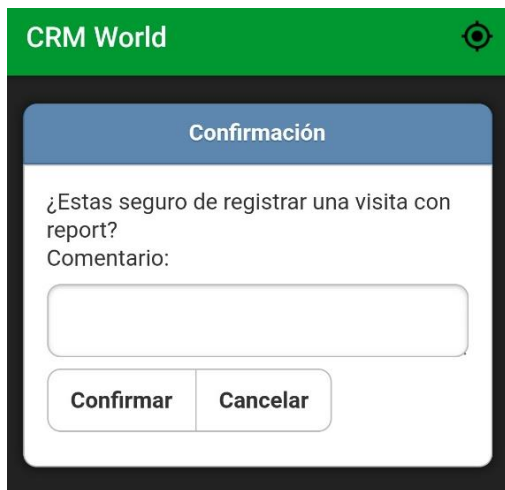 CRM World
Confirmación
¿Estas seguro de registrar una visita con
report?
Comentario:
Confirmar Cancelar